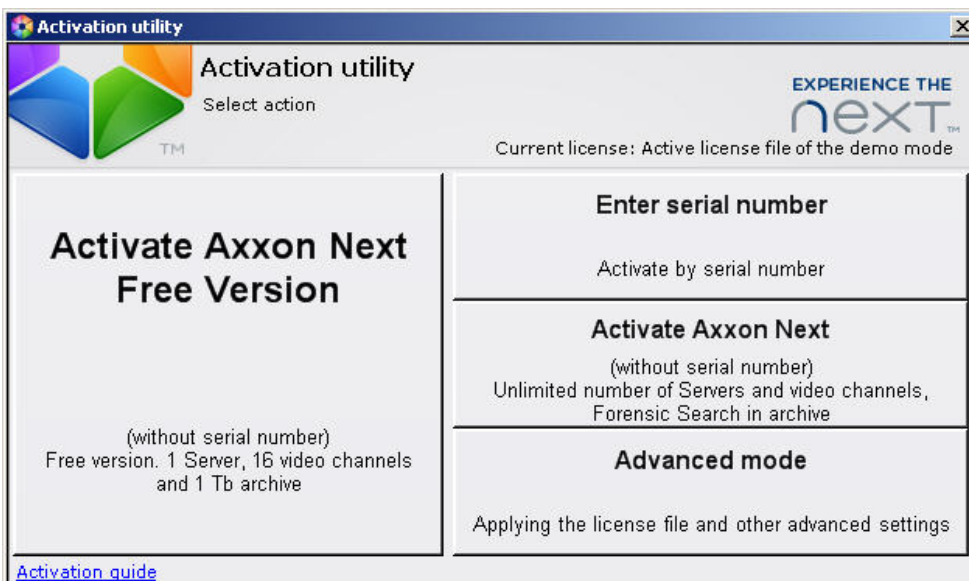 Activation utility
Activation utility
Select action
TM
EXPERIENCE THE
next™
Current license: Active license file of the demo mode
Activate Axxon Next
Free Version
(without serial number)
Free version. 1 Server, 16 video channels
and 1 Tb archive
Enter serial number
Activate by serial number
Activate Axxon Next
(without serial number)
Unlimited number of Servers and video channels,
Forensic Search in archive
Advanced mode
Applying the license file and other advanced settings
Activation guide